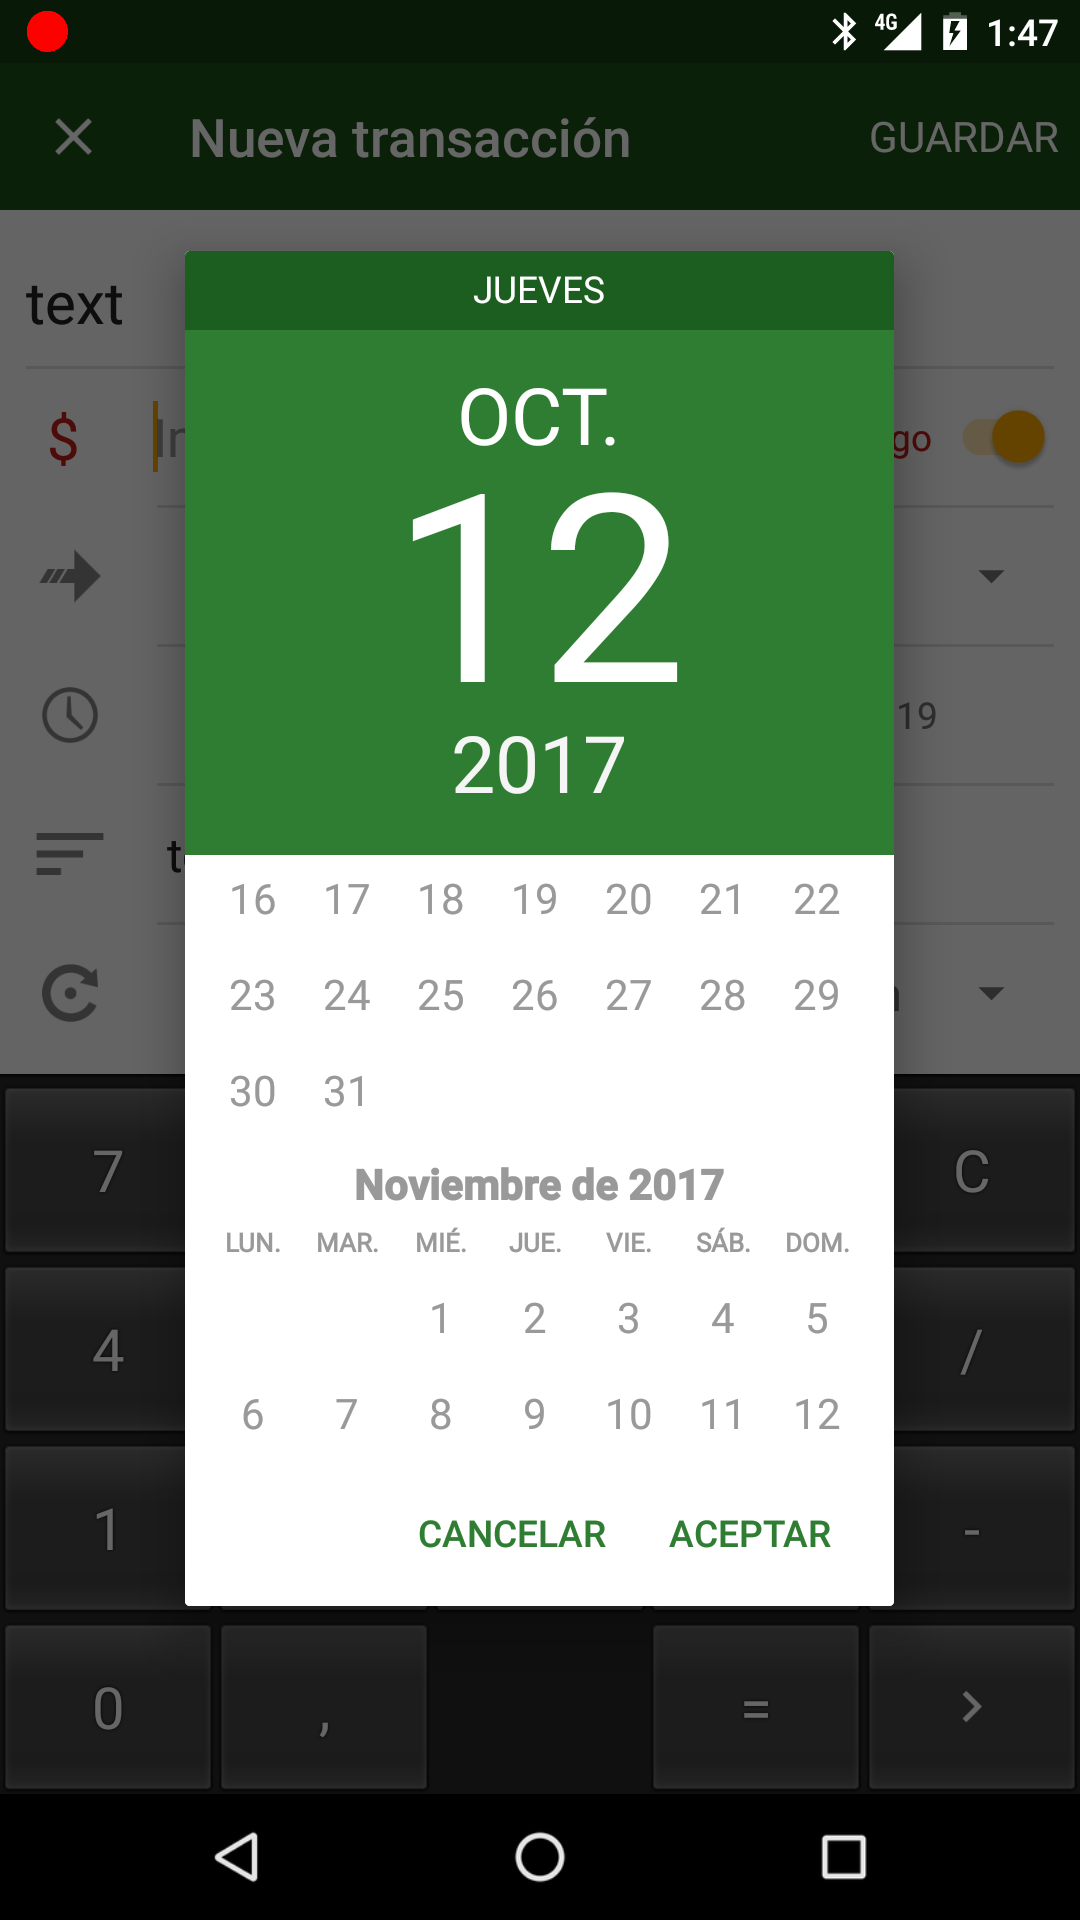 4G 1:47
Nueva transacción GUARDAR
text
JUEVES
OCT.
12
2017
$
19
16 17 18 19 20 21 22
23 24 25 26 27 28 29
30 31
Noviembre de 2017
LUN. MAR. MIÉ. JUE. VIE. SÁB. DOM.
1 2 3 4 5
6 7 8 9 10 11 12
CANCELAR ACEPTAR
7 C
4 /
1 -
0 , = >